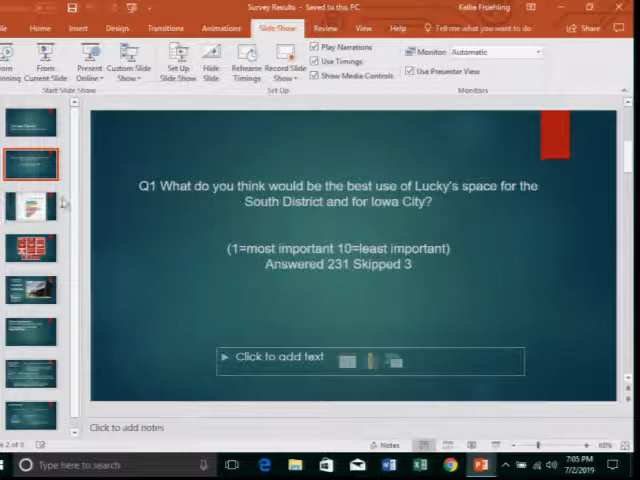 Survey Results - Saved to this PC
Kellie Fruehling
File Home Insert Design Transitions Animations Slide Show Review View Help Tell me what you want to do Share
From
Current Slide
Present
Online
Custom Slide
Show
Set Up
Slide Show
Hide
Slide
Rehearse
Timings
Record Slide
Show
Play Narrations
Use Timings
Show Media Controls
Monitor: Automatic
Use Presenter View
Start Slide Show
Set Up
Monitors
Q1 What do you think would be the best use of Lucky's space for the
South District and for Iowa City?
(1=most important 10=least important)
Answered 231 Skipped 3
Click to add text
Click to add notes
Notes
60%
Type here to search
7:05 PM
7/2/2019